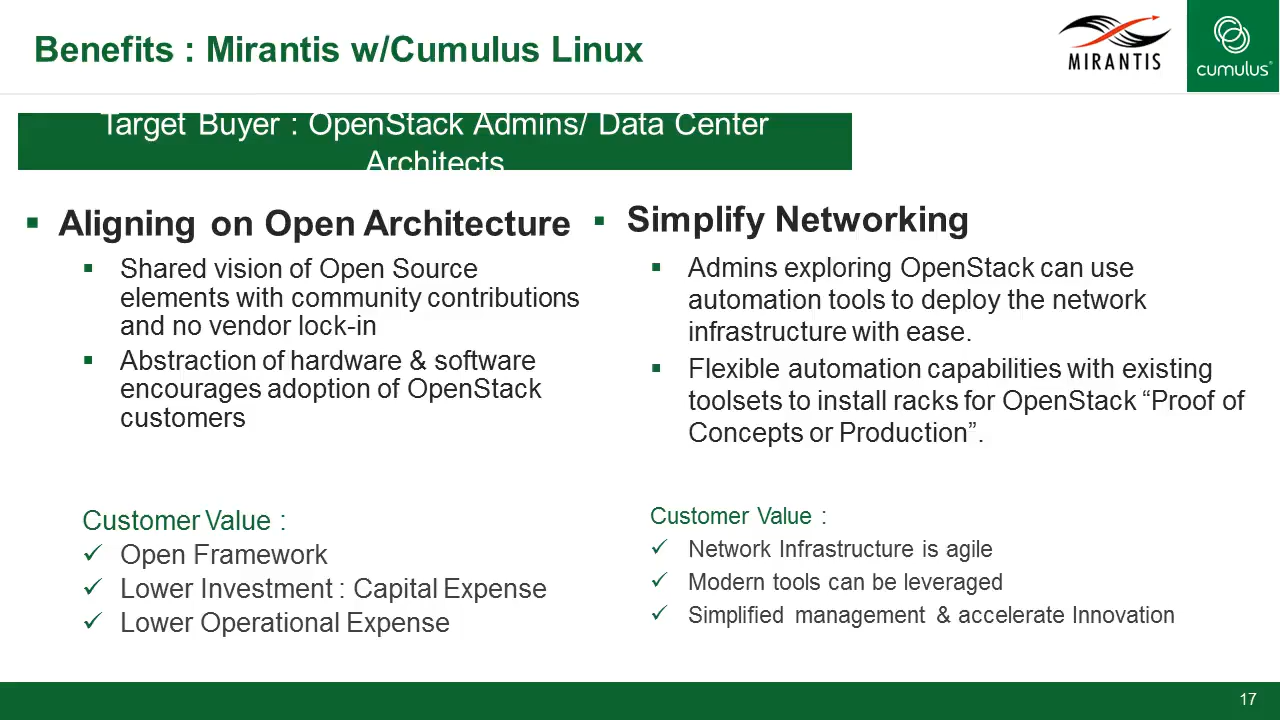 Benefits : Mirantis w/Cumulus Linux
MIRANTIS
cumulus®
Target Buyer : OpenStack Admins/ Data Center
Architects
▪ Aligning on Open Architecture
▪ Shared vision of Open Source
elements with community contributions
and no vendor lock-in
▪ Abstraction of hardware & software
encourages adoption of OpenStack
customers
Customer Value :
✓ Open Framework
✓ Lower Investment : Capital Expense
✓ Lower Operational Expense
▪ Simplify Networking
▪ Admins exploring OpenStack can use
automation tools to deploy the network
infrastructure with ease.
▪ Flexible automation capabilities with existing
toolsets to install racks for OpenStack “Proof of
Concepts or Production”.
Customer Value :
✓ Network Infrastructure is agile
✓ Modern tools can be leveraged
✓ Simplified management & accelerate Innovation
17